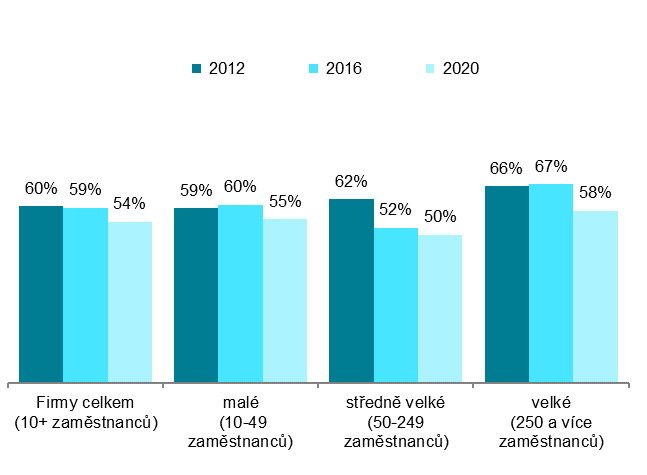 2012 2016 2020
60% 59% 54% 59% 60% 55% 62% 52% 50% 66% 67% 58%
Firmy celkem
(10+ zaměstnanců)
malé
(10-49
zaměstnanců)
středně velké
(50-249
zaměstnanců)
velké
(250 a více
zaměstnanců)